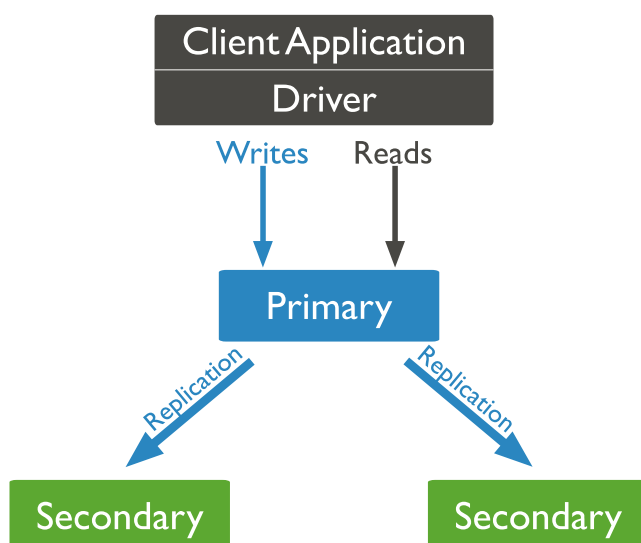 Client Application
Driver
Writes Reads
Primary
Replication Replication
Secondary Secondary